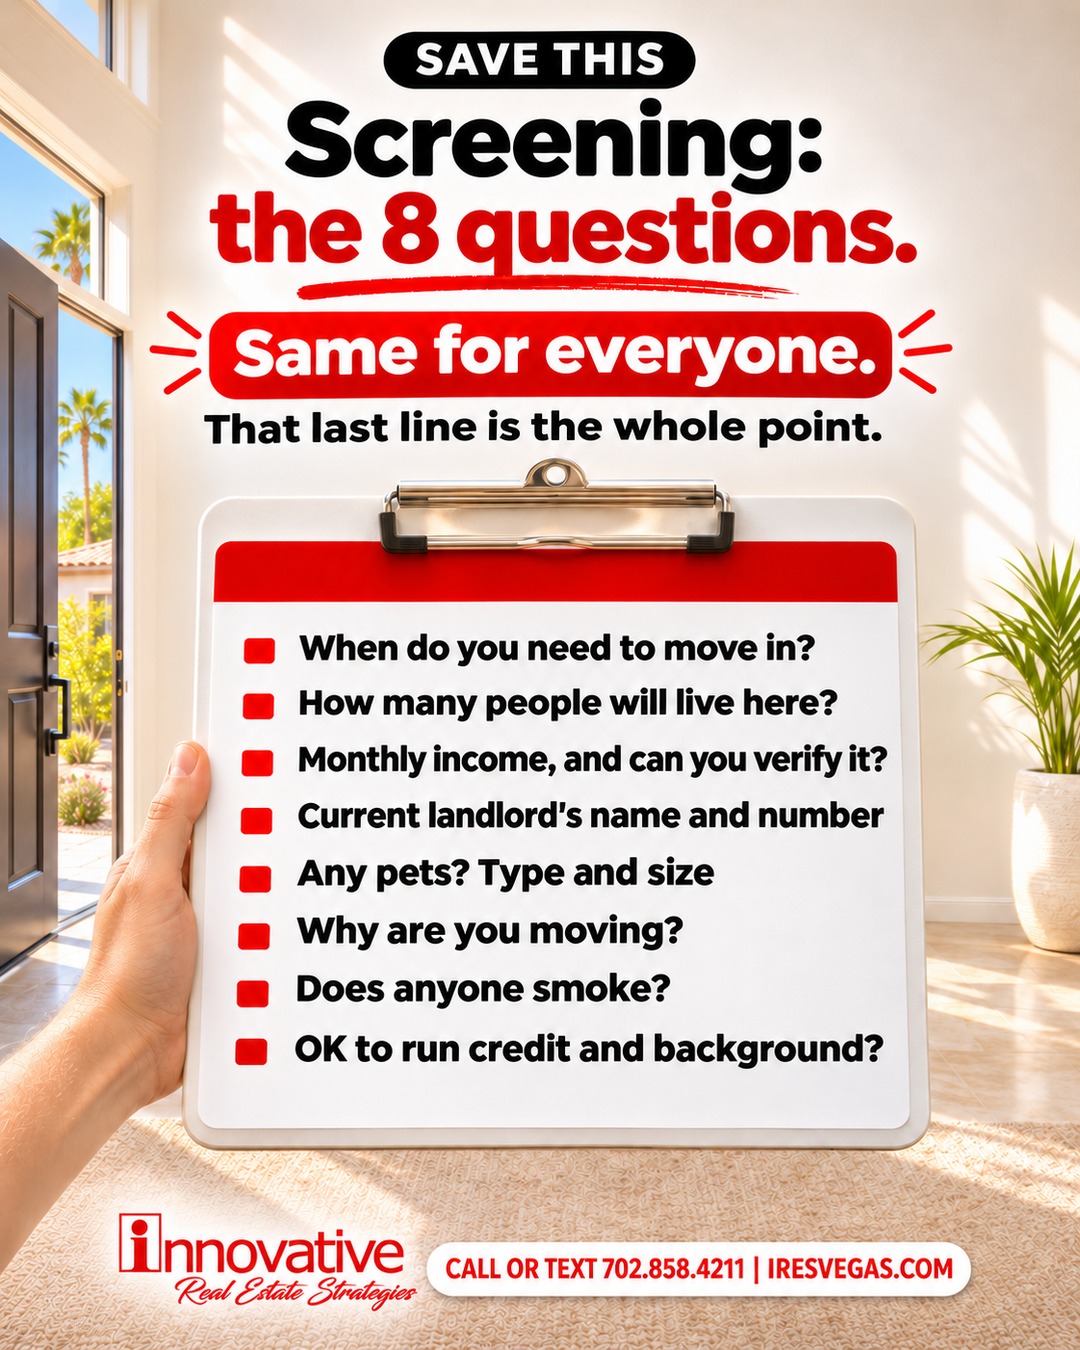 SAVE THIS
Screening:
the 8 questions.
Same for everyone.
That last line is the whole point.
When do you need to move in?
How many people will live here?
Monthly income, and can you verify it?
Current landlord's name and number
Any pets? Type and size
Why are you moving?
Does anyone smoke?
OK to run credit and background?
innovative
Real Estate Strategies
CALL OR TEXT 702.858.4211 | IRESVEGAS.COM